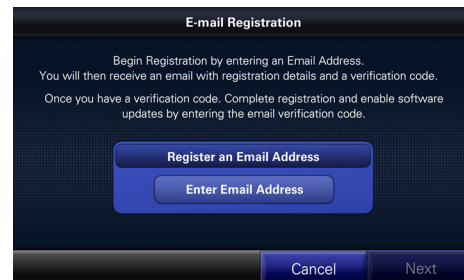 E-mail Registration
Begin Registration by entering an Email Address.
You will then receive an email with registration details and a verification code.
Once you have a verification code. Complete registration and enable software
updates by entering the email verification code.
Register an Email Address
Enter Email Address
Cancel
Next